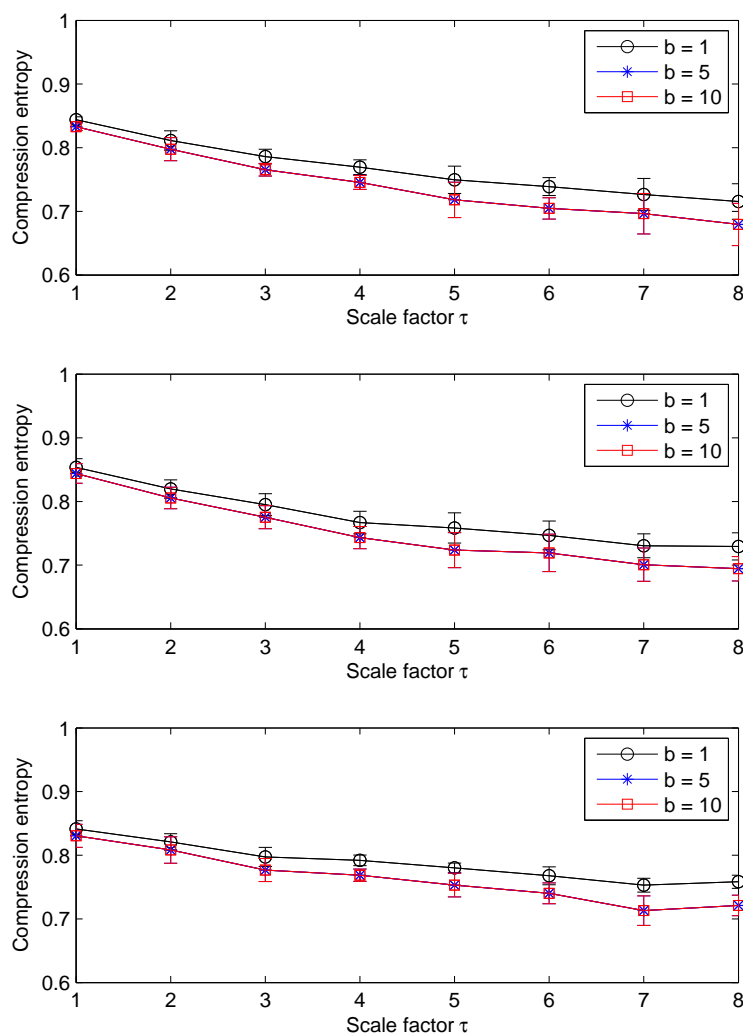 1
0.9
0.8
0.7
0.6
Compression entropy
b = 1
b = 5
b = 10
1 2 3 4 5 6 7 8
Scale factor τ
1
0.9
0.8
0.7
0.6
Compression entropy
b = 1
b = 5
b = 10
1 2 3 4 5 6 7 8
Scale factor τ
1
0.9
0.8
0.7
0.6
Compression entropy
b = 1
b = 5
b = 10
1 2 3 4 5 6 7 8
Scale factor τ